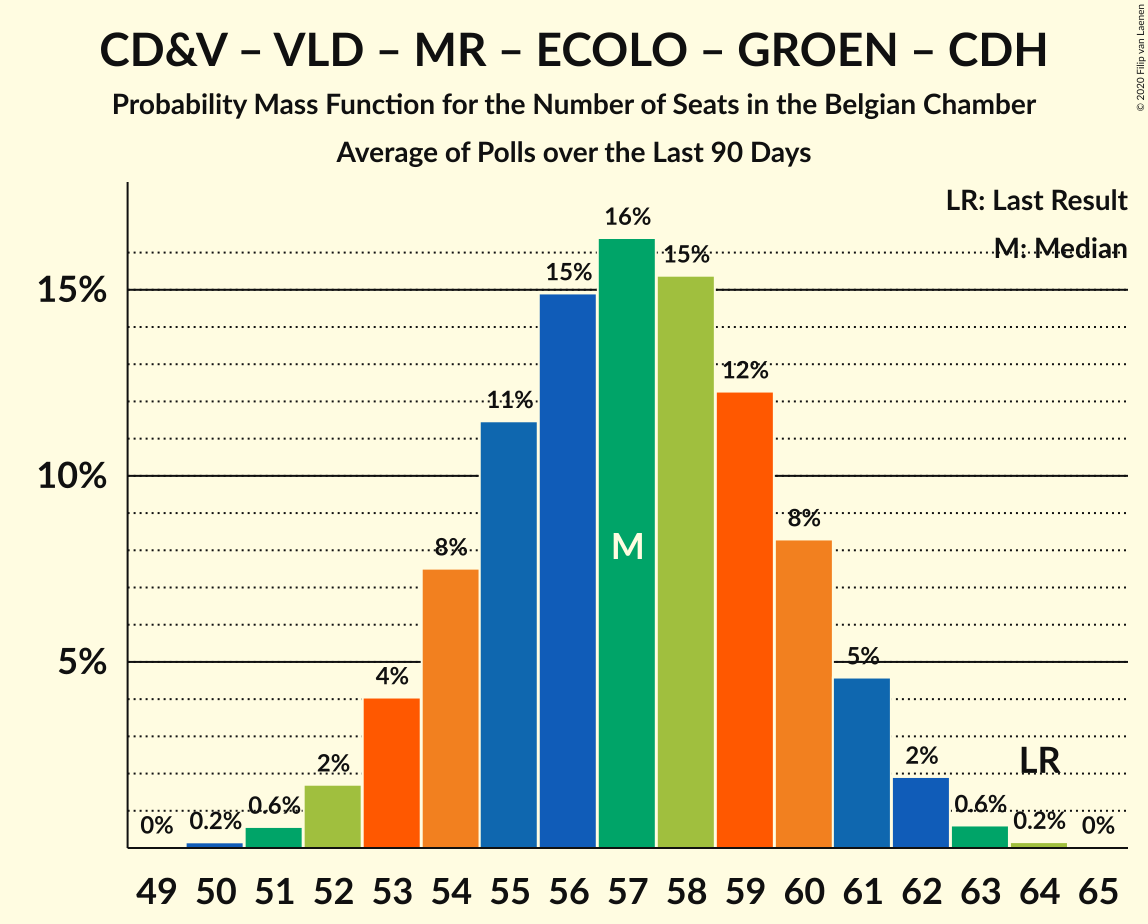 CD&V – VLD – MR – ECOLO – GROEN – CDH
Probability Mass Function for the Number of Seats in the Belgian Chamber
Average of Polls over the Last 90 Days
© 2020 Filip van Laenen
LR: Last Result
M: Median
15%
10%
5%
0%
0.2%
0.6%
2%
4%
8%
11%
15%
16%
15%
12%
8%
5%
2%
0.6%
0.2%
0%
M
LR
49 50 51 52 53 54 55 56 57 58 59 60 61 62 63 64 65